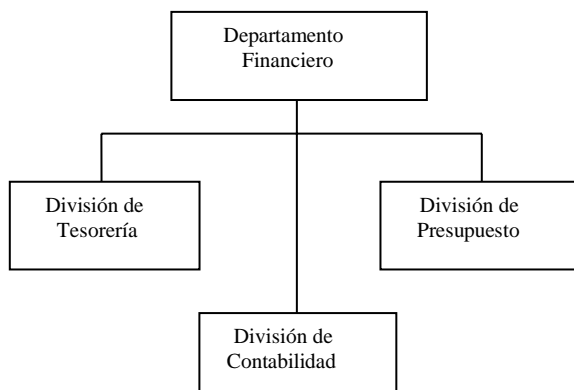 Departamento
Financiero
División de
Tesorería
División de
Presupuesto
División de
Contabilidad